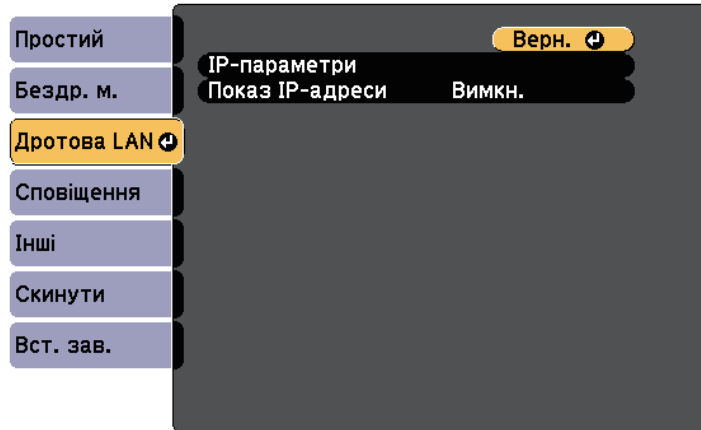 Простий
Бездр. м.
Дротова LAN
Сповіщення
Інші
Скинути
Вст. зав.
Верн.
IP-параметри
Показ IP-адреси Вимкн.